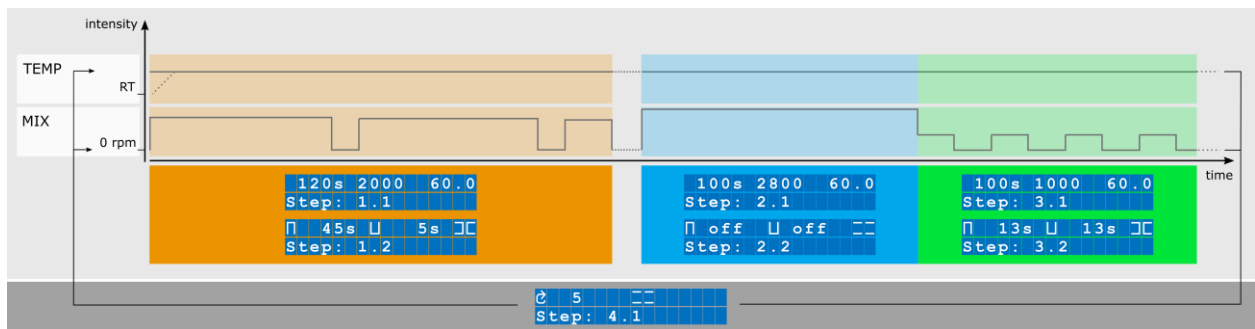 intensity
TEMP
RT
MIX
0 rpm
time
120s 2000 60.0
Step: 1.1
⊓ 45s ⊔ 5s ⊐⊏
Step: 1.2
100s 2800 60.0
Step: 2.1
⊓ off ⊔ off
Step: 2.2
100s 1000 60.0
Step: 3.1
⊓ 13s ⊔ 13s ⊐⊏
Step: 3.2
5
Step: 4.1